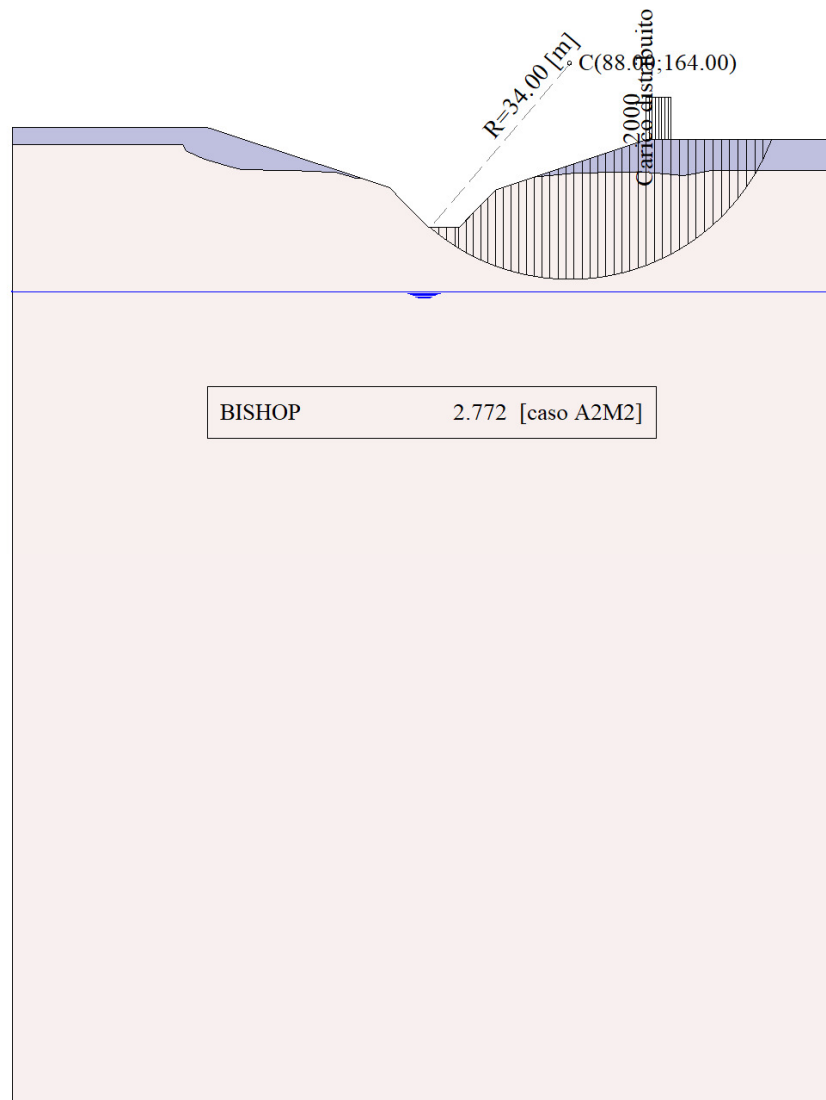 R=34.00 [m]
C(88.00;164.00)
2000
Carico distribuito
BISHOP 2.772 [caso A2M2]